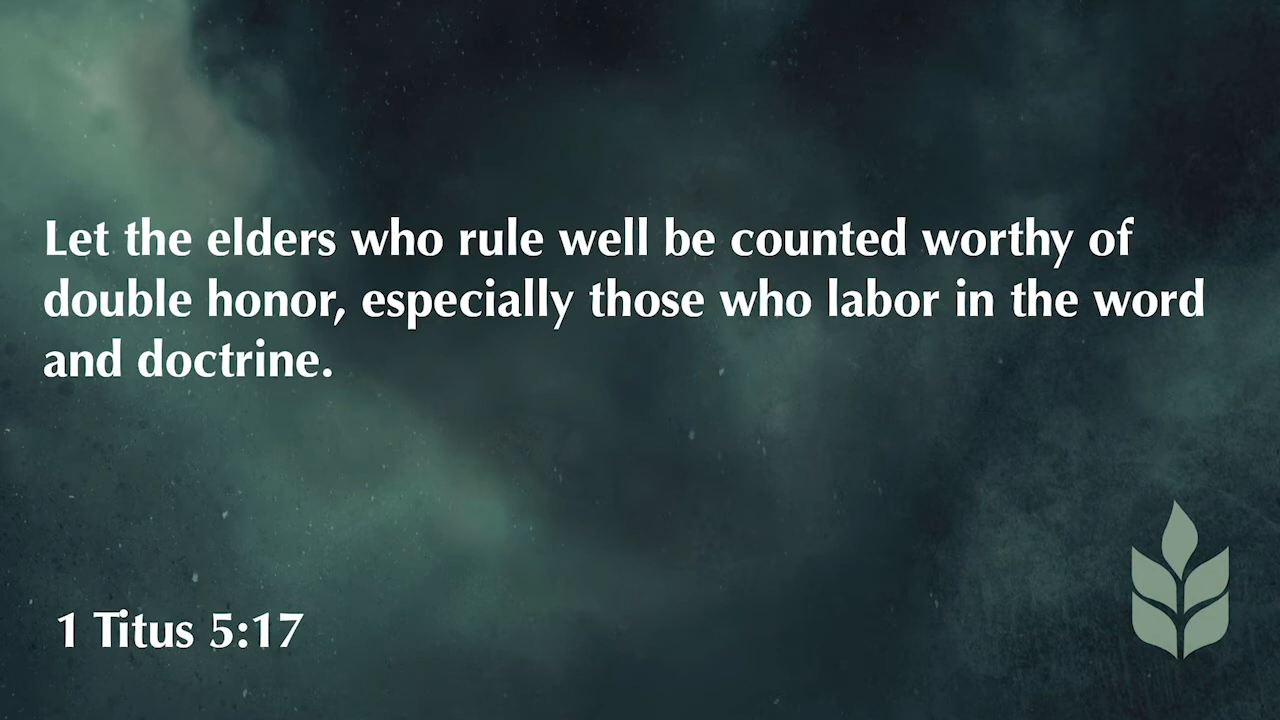 Let the elders who rule well be counted worthy of
double honor, especially those who labor in the word
and doctrine.
1 Titus 5:17